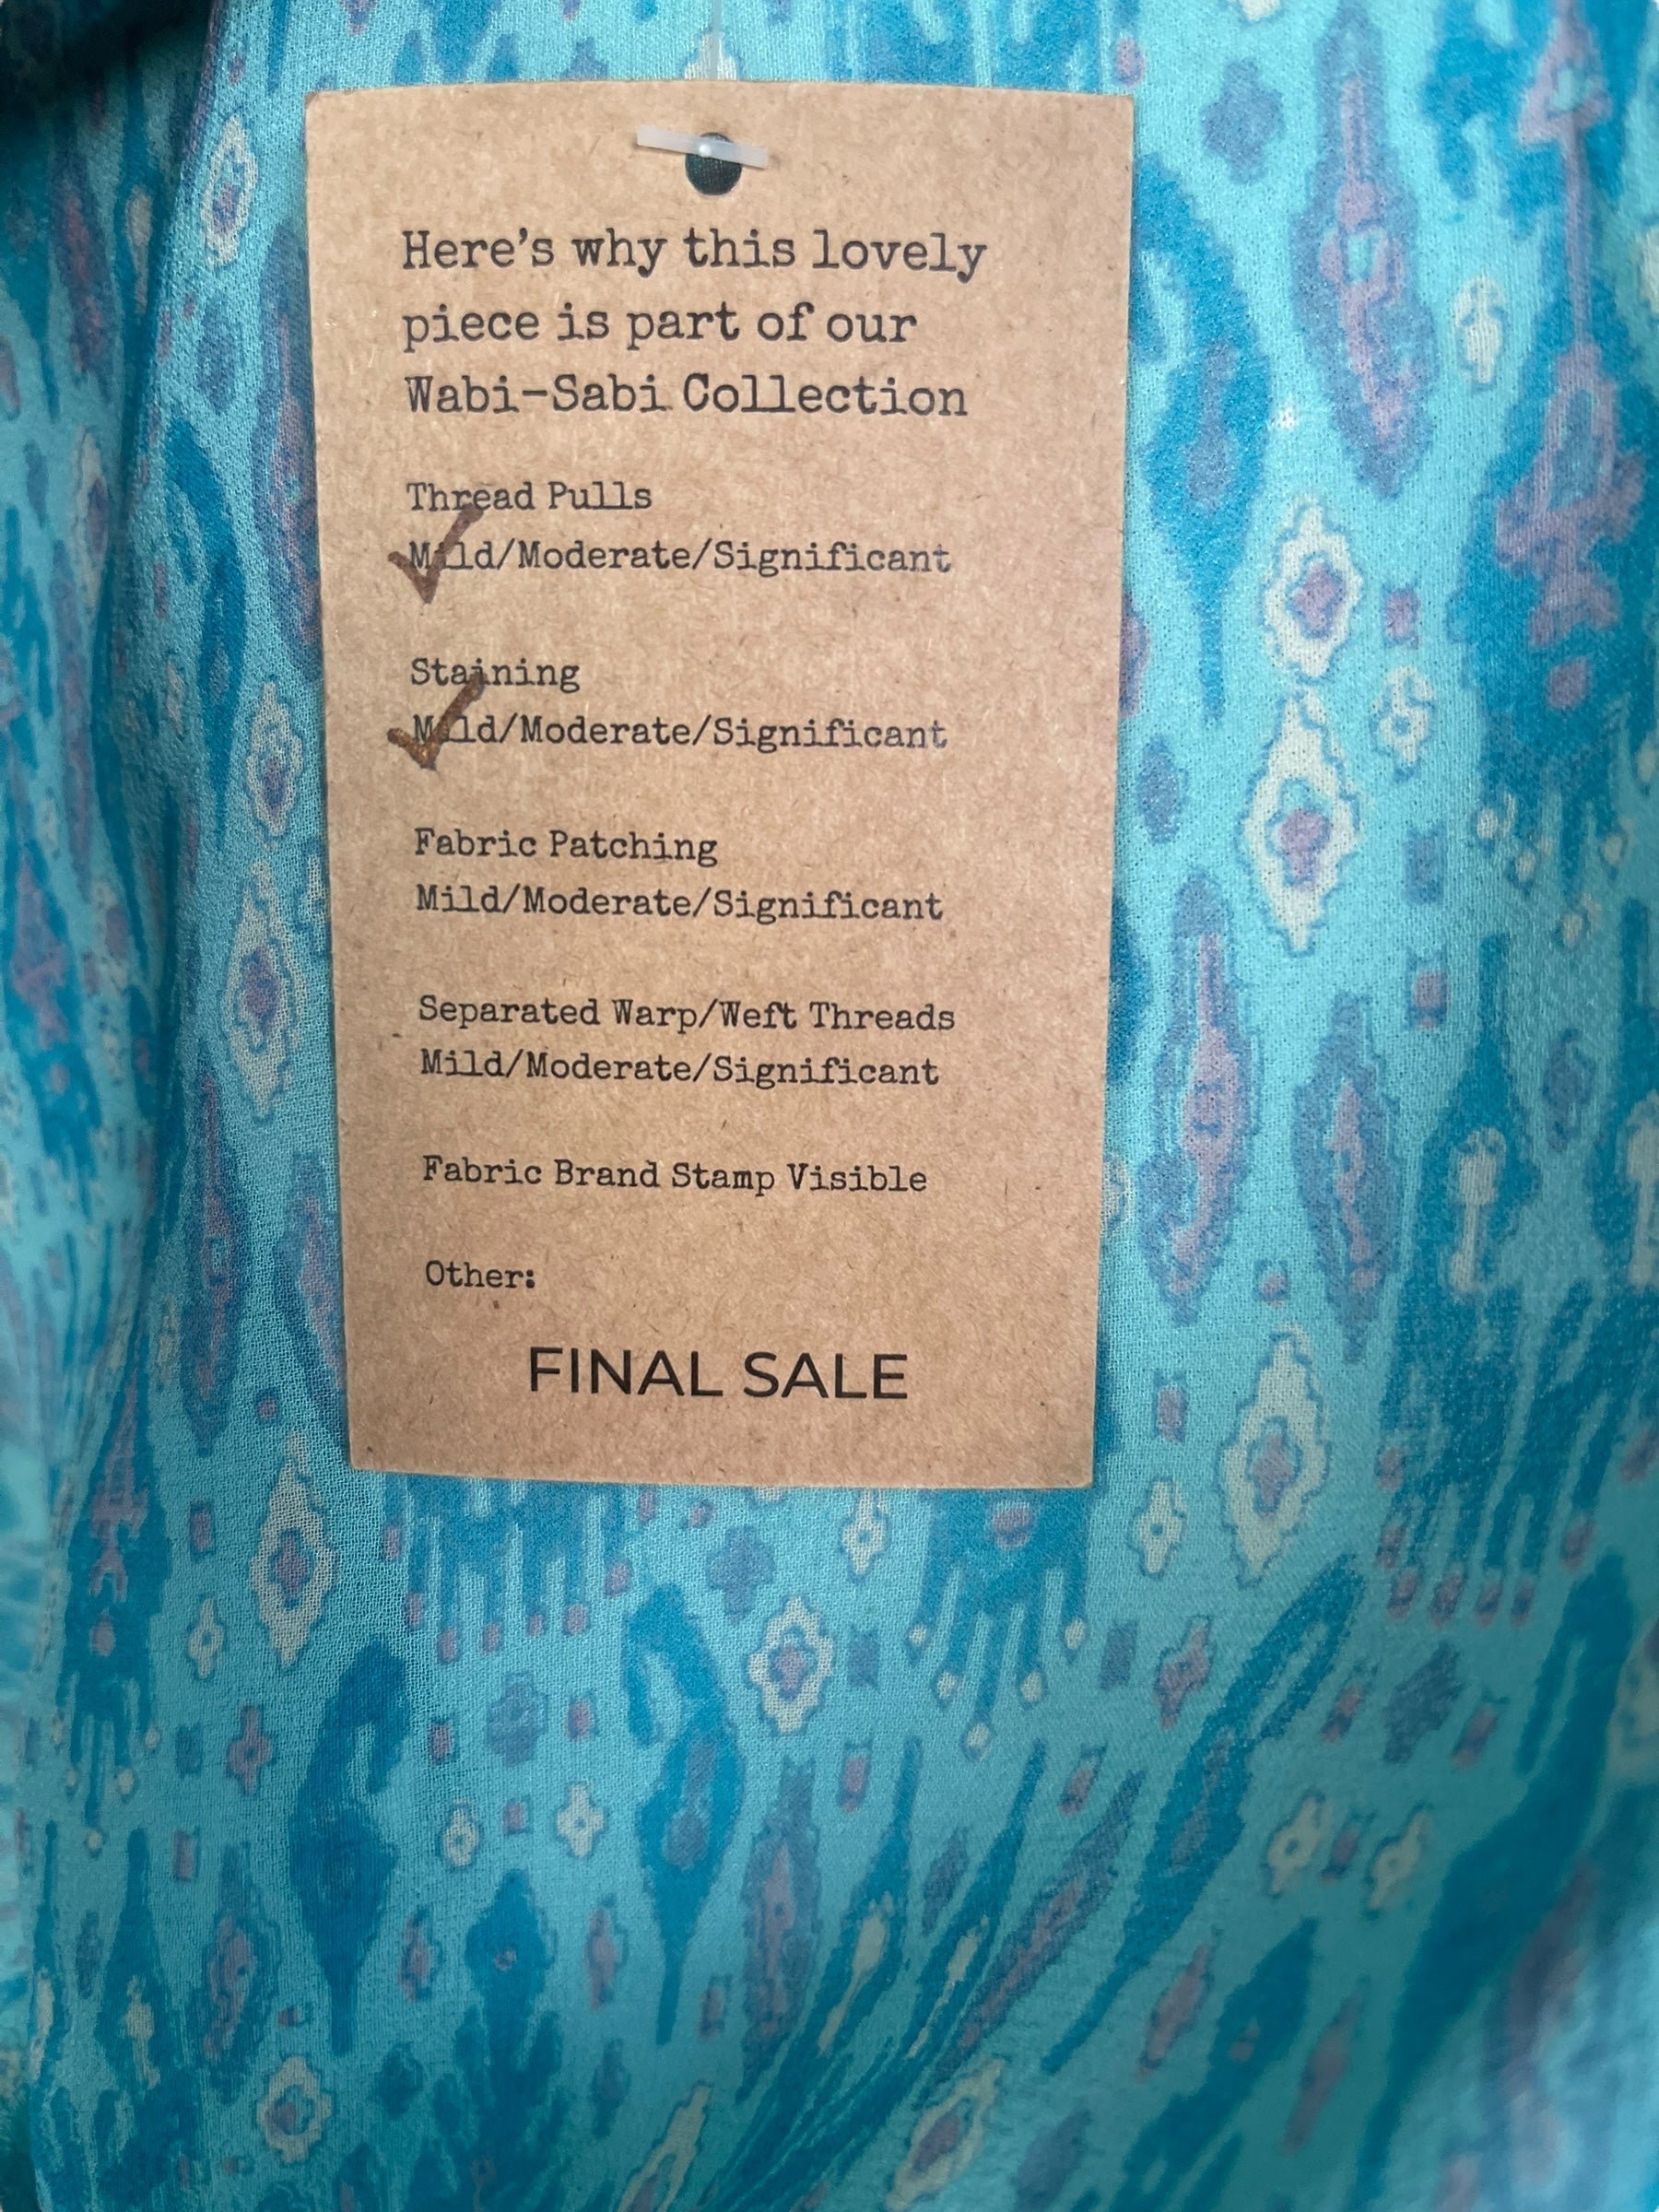 Here's why this lovely
piece is part of our
Wabi-Sabi Collection
Thread Pulls
Mild/Moderate/Significant
Staining
Mild/Moderate/Significant
Fabric Patching
Mild/Moderate/Significant
Separated Warp/Weft Threads
Mild/Moderate/Significant
Fabric Brand Stamp Visible
Other:
FINAL SALE